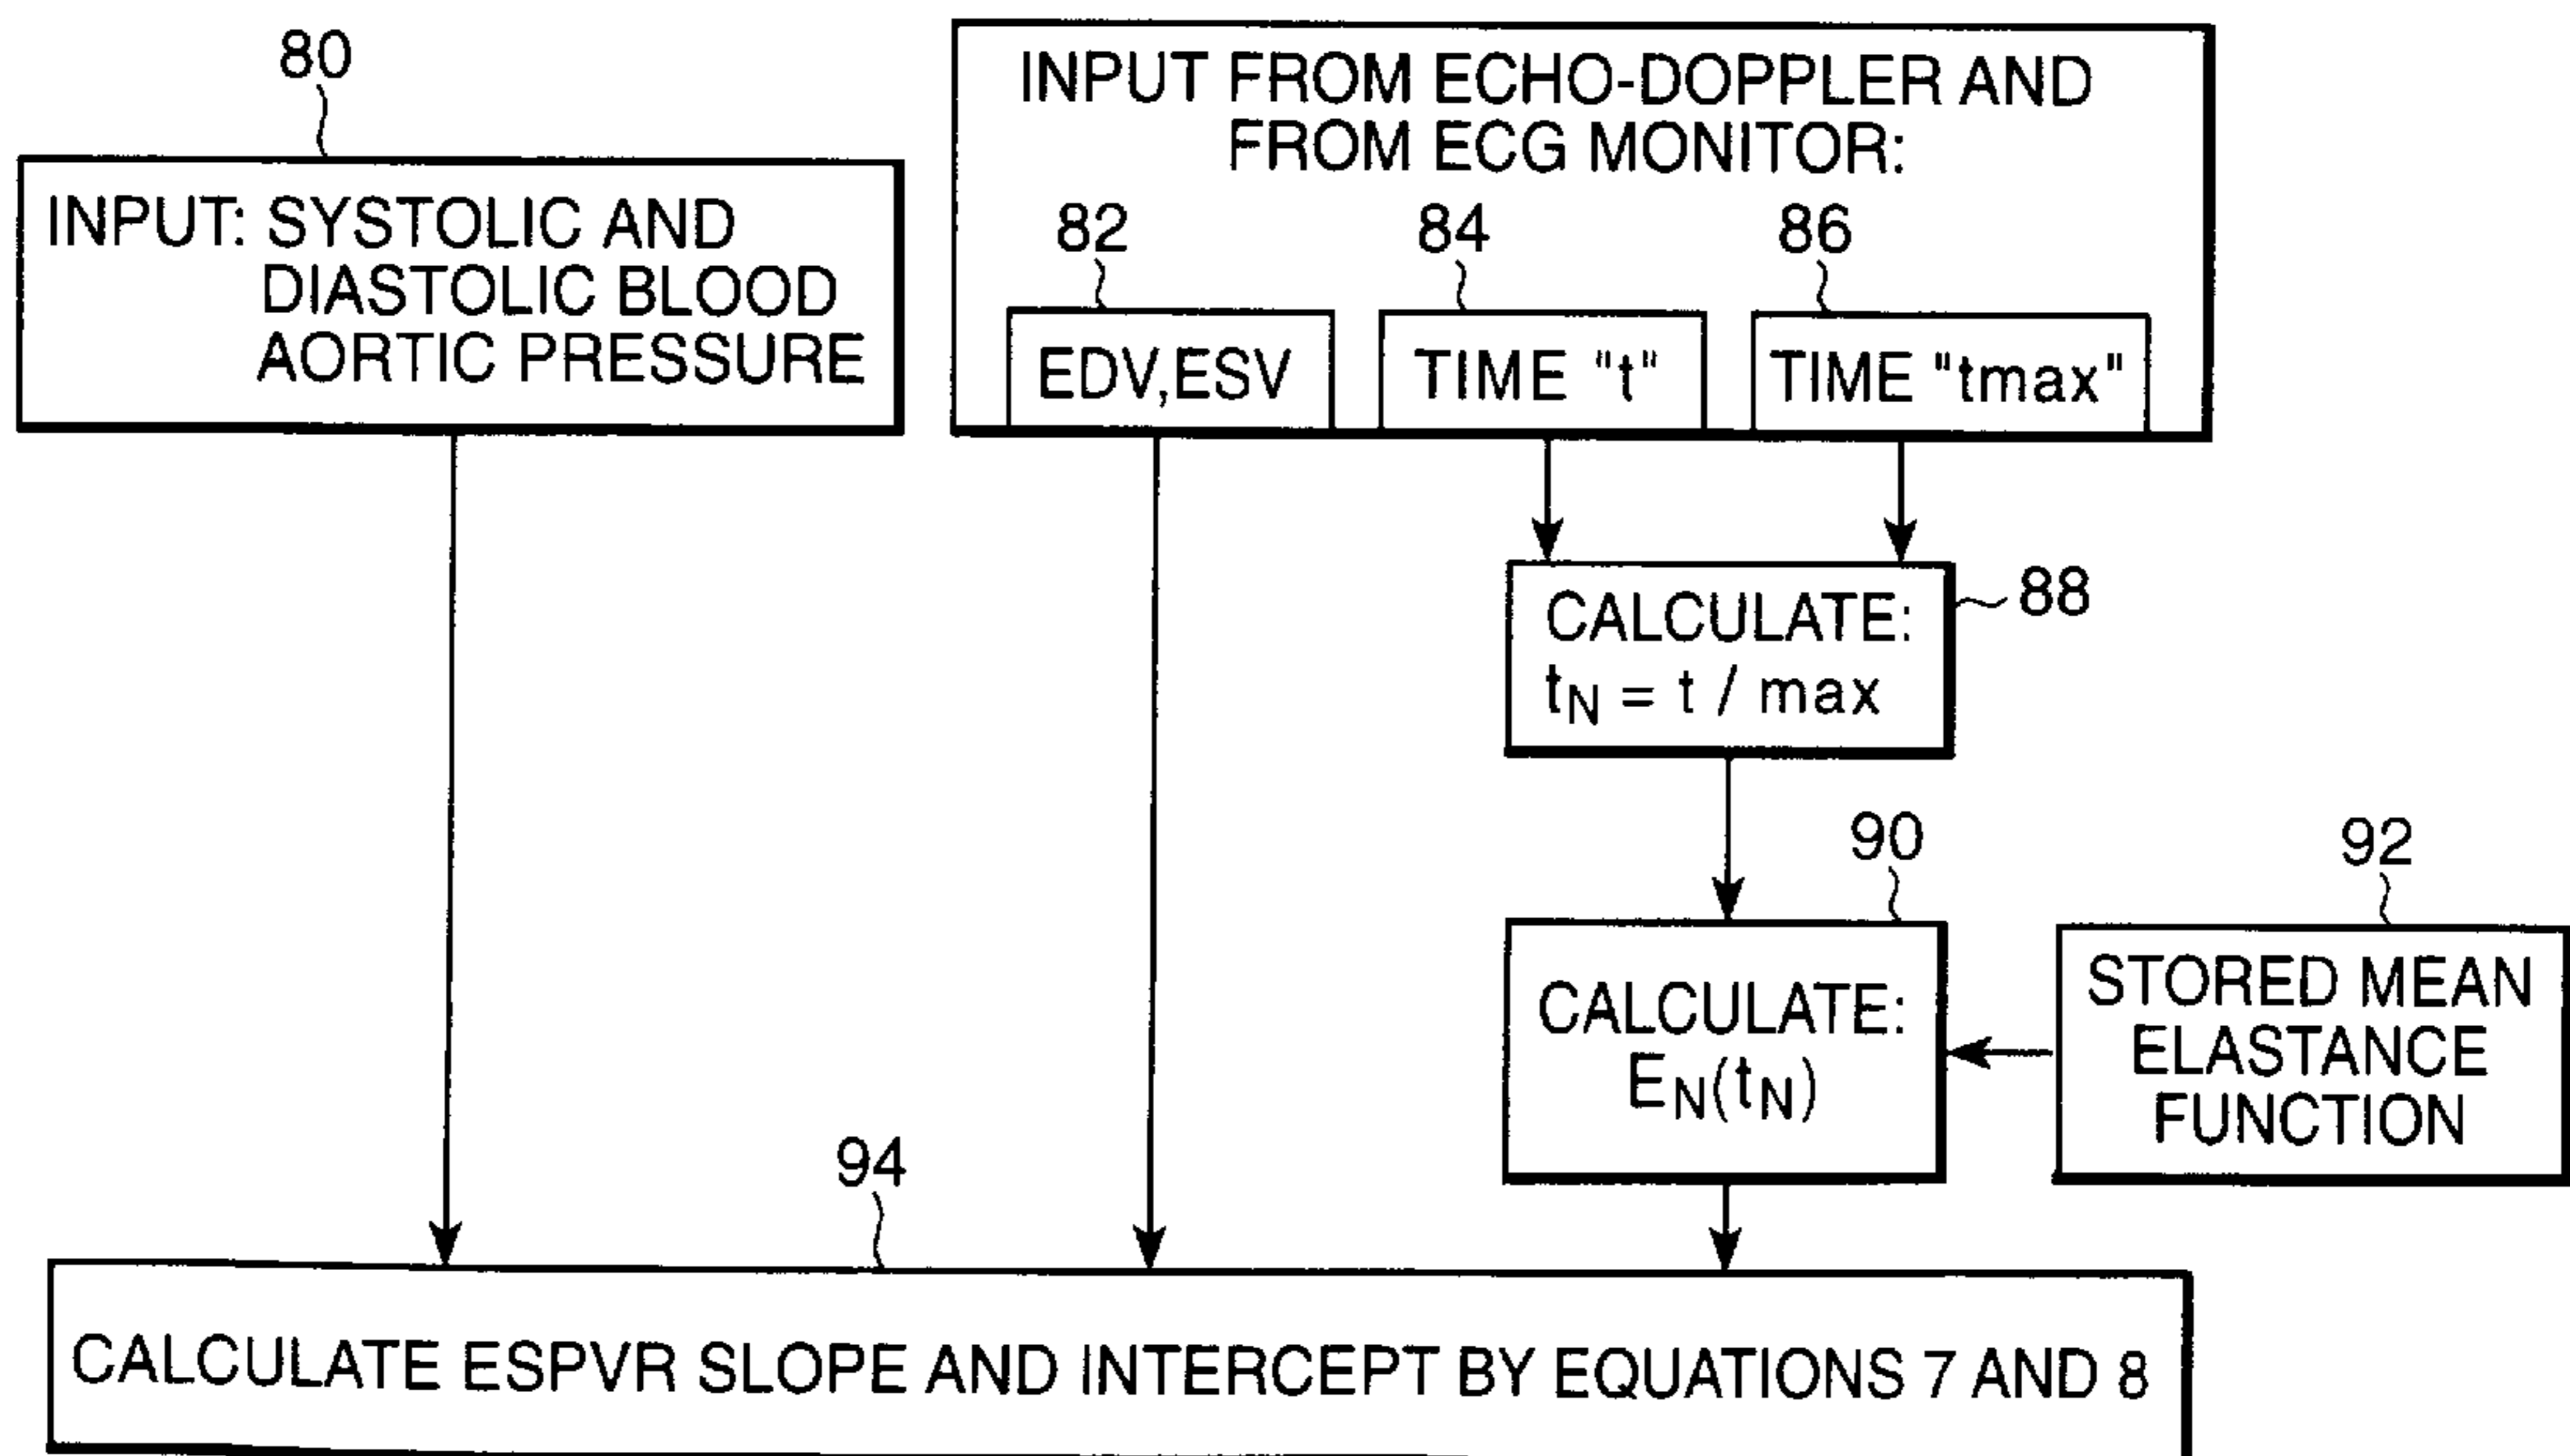 80
INPUT: SYSTOLIC AND
DIASTOLIC BLOOD
AORTIC PRESSURE
INPUT FROM ECHO-DOPPLER AND
FROM ECG MONITOR:
82
84
86
EDV,ESV
TIME "t"
TIME "tmax"
88
CALCULATE:
tN = t / max
90
CALCULATE:
EN(tN)
92
STORED MEAN
ELASTANCE
FUNCTION
94
CALCULATE ESPVR SLOPE AND INTERCEPT BY EQUATIONS 7 AND 8